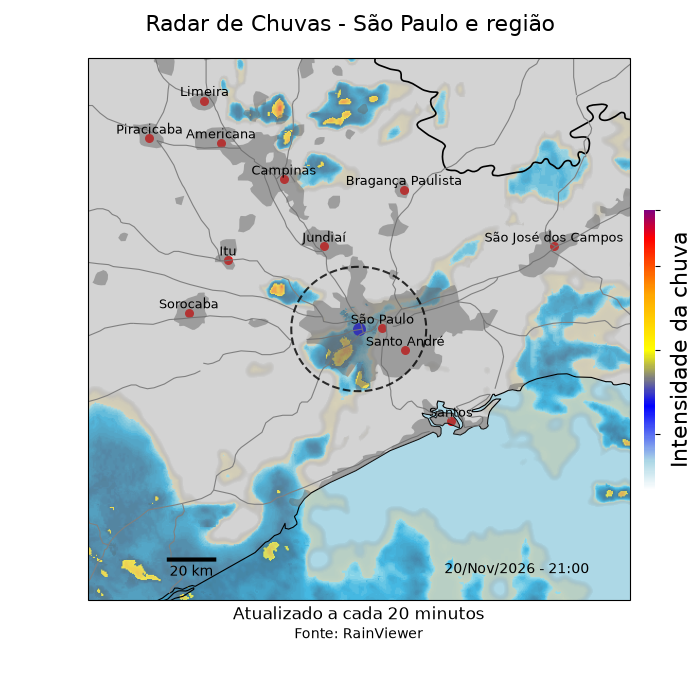 Radar de Chuvas - São Paulo e região
Limeira
Piracicaba
Americana
Campinas
Bragança Paulista
Jundiaí
São José dos Campos
Itu
Sorocaba
São Paulo
Santo André
Santos
Intensidade da chuva
20 km
20/Nov/2026 - 21:00
Atualizado a cada 20 minutos
Fonte: RainViewer